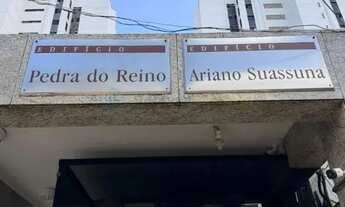 EDIFÍCIO
Pedra do Reino
EDIFÍCIO
Ariano Suassuna